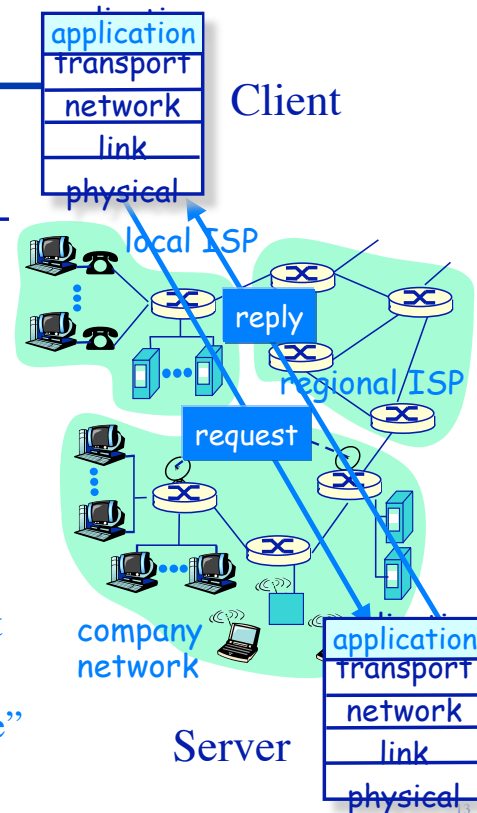 application
transport
network
link
physical
Client
local ISP
reply
regional ISP
request
company
network
application
transport
network
link
physical
Server
13